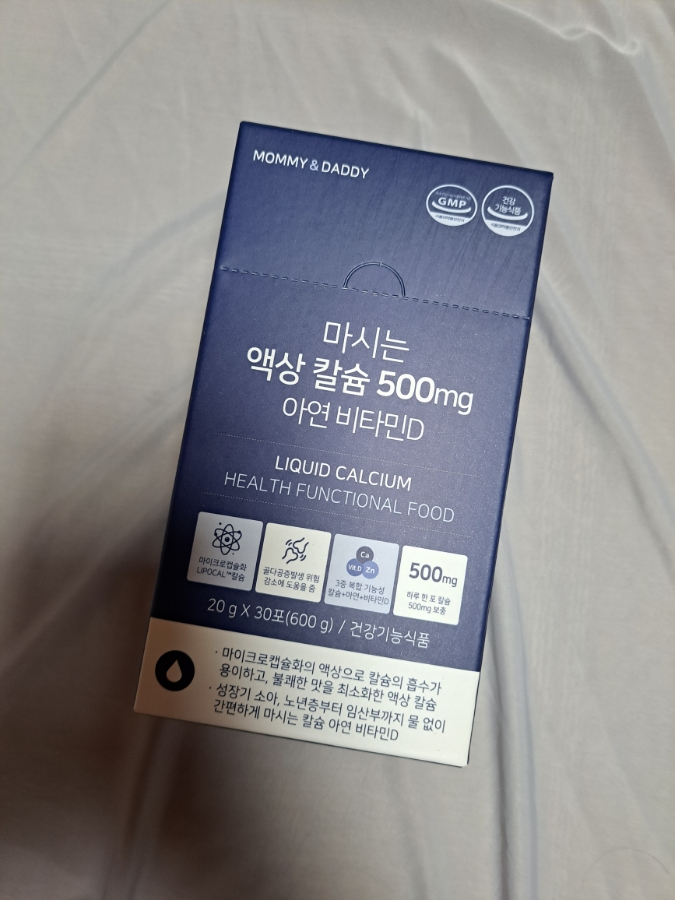 MOMMY & DADDY
GMP
건강
기능식품
마시는
액상 칼슘 500mg
아연 비타민D
LIQUID CALCIUM
HEALTH FUNCTIONAL FOOD
마이크로캡슐화
LIPOCAL™칼슘
골다공증발생 위험
감소에 도움을 줌
Ca
Vit.D Zn
3중 복합 기능성
칼슘+아연+비타민D
500mg
하루 한 포 칼슘
500mg 보충
20 g X 30포(600 g) / 건강기능식품
· 마이크로캡슐화의 액상으로 칼슘의 흡수가
용이하고, 불쾌한 맛을 최소화한 액상 칼슘
· 성장기 소아, 노년층부터 임산부까지 물 없이
간편하게 마시는 칼슘 아연 비타민D